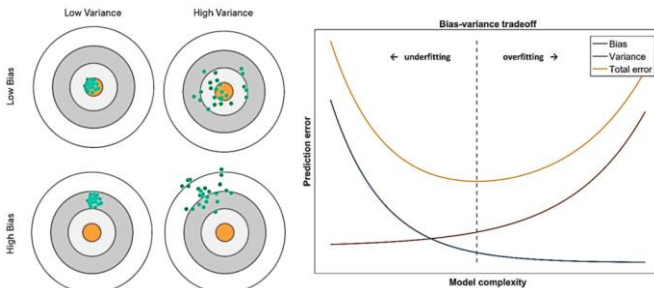 Low Variance
High Variance
Low Bias
High Bias
Bias-variance tradeoff
← underfitting
overfitting →
Bias
Variance
Total error
Prediction error
Model complexity